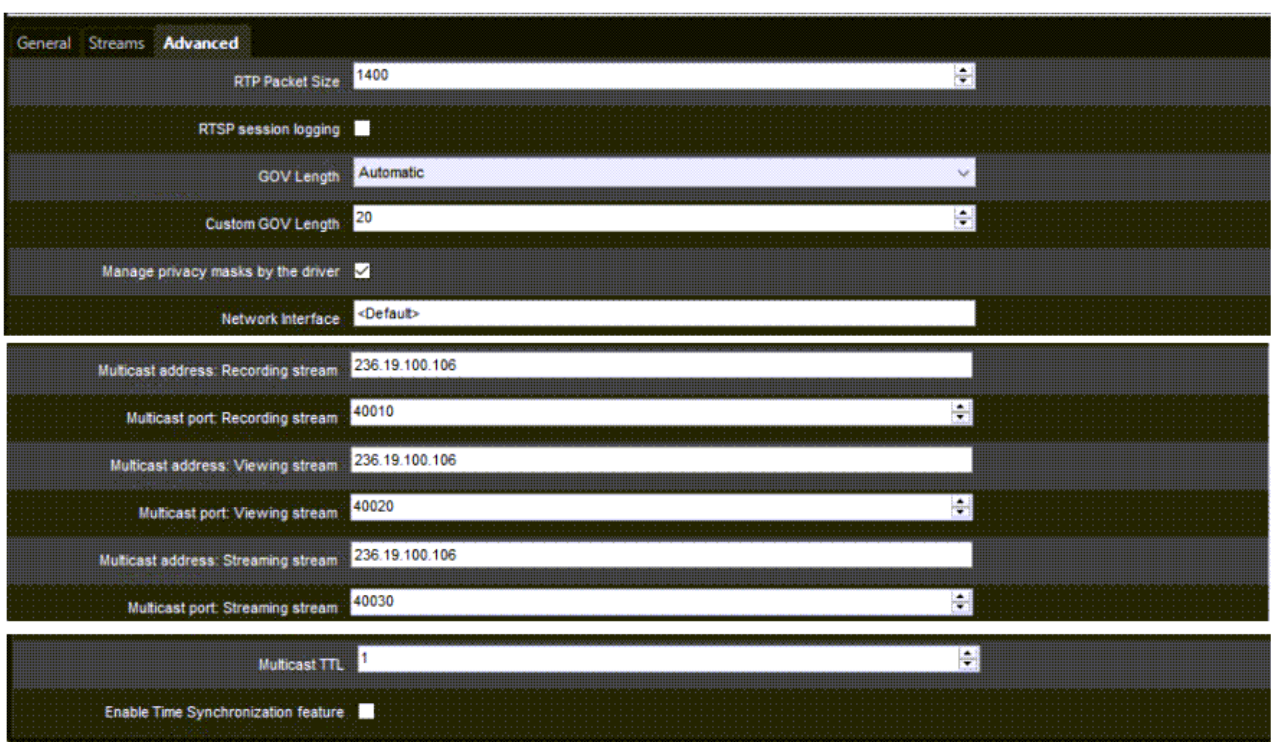 General Streams Advanced
RTP Packet Size 1400
RTSP session logging
GOV Length Automatic
Custom GOV Length 20
Manage privacy masks by the driver
Network Interface <Default>
Multicast address: Recording stream 236.19.100.106
Multicast port: Recording stream 40010
Multicast address: Viewing stream 236.19.100.106
Multicast port: Viewing stream 40020
Multicast address: Streaming stream 236.19.100.106
Multicast port: Streaming stream 40030
Multicast TTL 1
Enable Time Synchronization feature